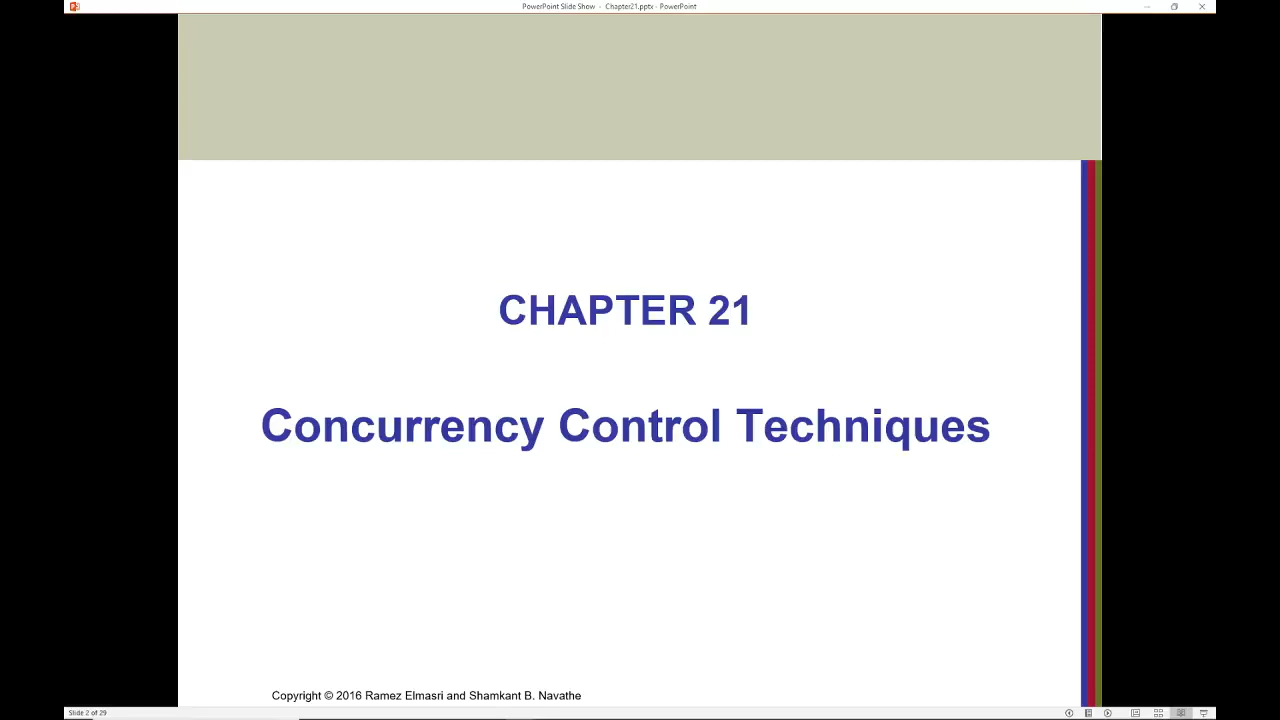 PowerPoint Slide Show - Chapter21.pptx - PowerPoint
CHAPTER 21
Concurrency Control Techniques
Copyright © 2016 Ramez Elmasri and Shamkant B. Navathe
Slide 2 of 29